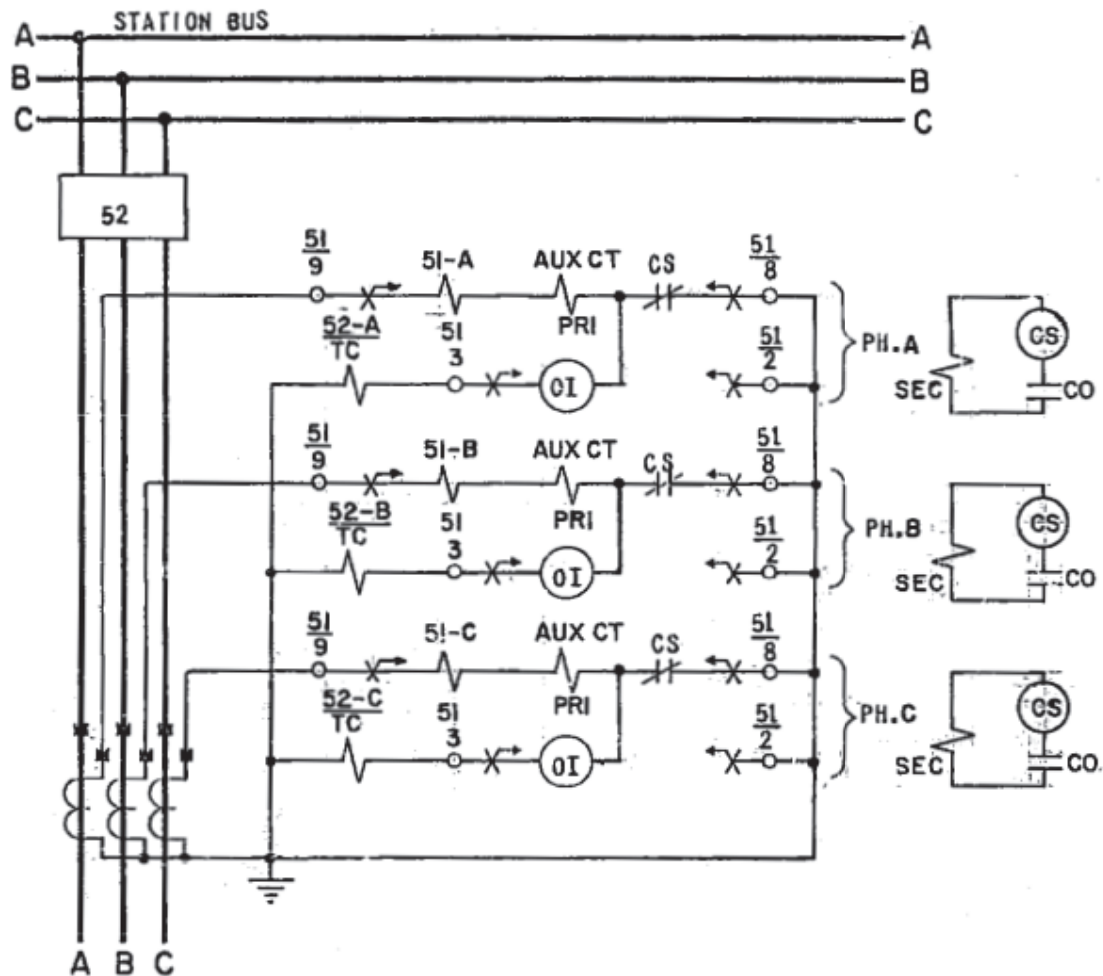 STATION BUS
A A
B B
C C
52
51 51-A AUX CT CS 51
9 8
PRI
52-A 51 51
TC 3 2
OI
PH.A
SEC CS CO
51 51-B AUX CT CS 51
9 8
PRI
52-B 51 51
TC 3 2
OI
PH.B
SEC CS CO
51 51-C AUX CT CS 51
9 8
PRI
52-C 51 51
TC 3 2
OI
PH.C
SEC CS CO
A B C